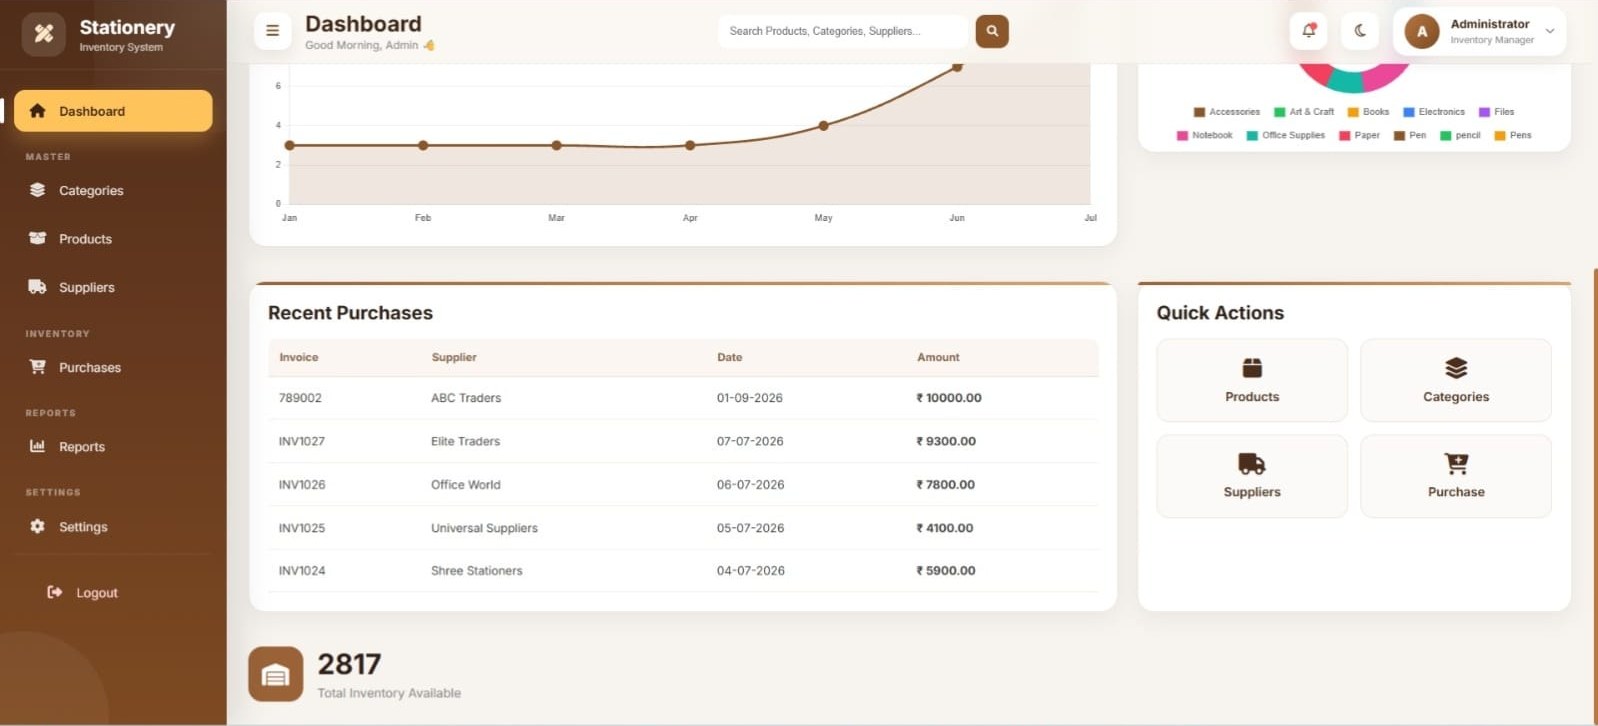 Stationery
Inventory System
Dashboard
MASTER
Categories
Products
Suppliers
INVENTORY
Purchases
REPORTS
Reports
SETTINGS
Settings
Logout
Dashboard
Good Morning, Admin 👋
Search Products, Categories, Suppliers...
A
Administrator
Inventory Manager
6
4
2
0
Jan Feb Mar Apr May Jun Jul
Accessories Art & Craft Books Electronics Files
Notebook Office Supplies Paper Pen pencil Pens
Recent Purchases
Invoice Supplier Date Amount
789002 ABC Traders 01-09-2026 ₹ 10000.00
INV1027 Elite Traders 07-07-2026 ₹ 9300.00
INV1026 Office World 06-07-2026 ₹ 7800.00
INV1025 Universal Suppliers 05-07-2026 ₹ 4100.00
INV1024 Shree Stationers 04-07-2026 ₹ 5900.00
Quick Actions
Products Categories
Suppliers Purchase
2817
Total Inventory Available